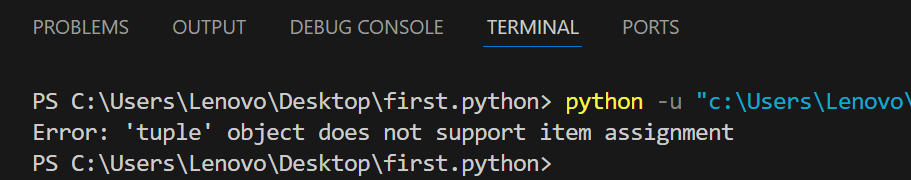 PROBLEMS OUTPUT DEBUG CONSOLE TERMINAL PORTS
PS C:\Users\Lenovo\Desktop\first.python> python -u "c:\Users\Lenovo\
Error: 'tuple' object does not support item assignment
PS C:\Users\Lenovo\Desktop\first.python>